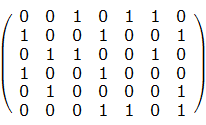 0 0 1 0 1 1 0
1 0 0 1 0 0 1
0 1 1 0 0 1 0
1 0 0 1 0 0 0
0 1 0 0 0 0 1
0 0 0 1 1 0 1